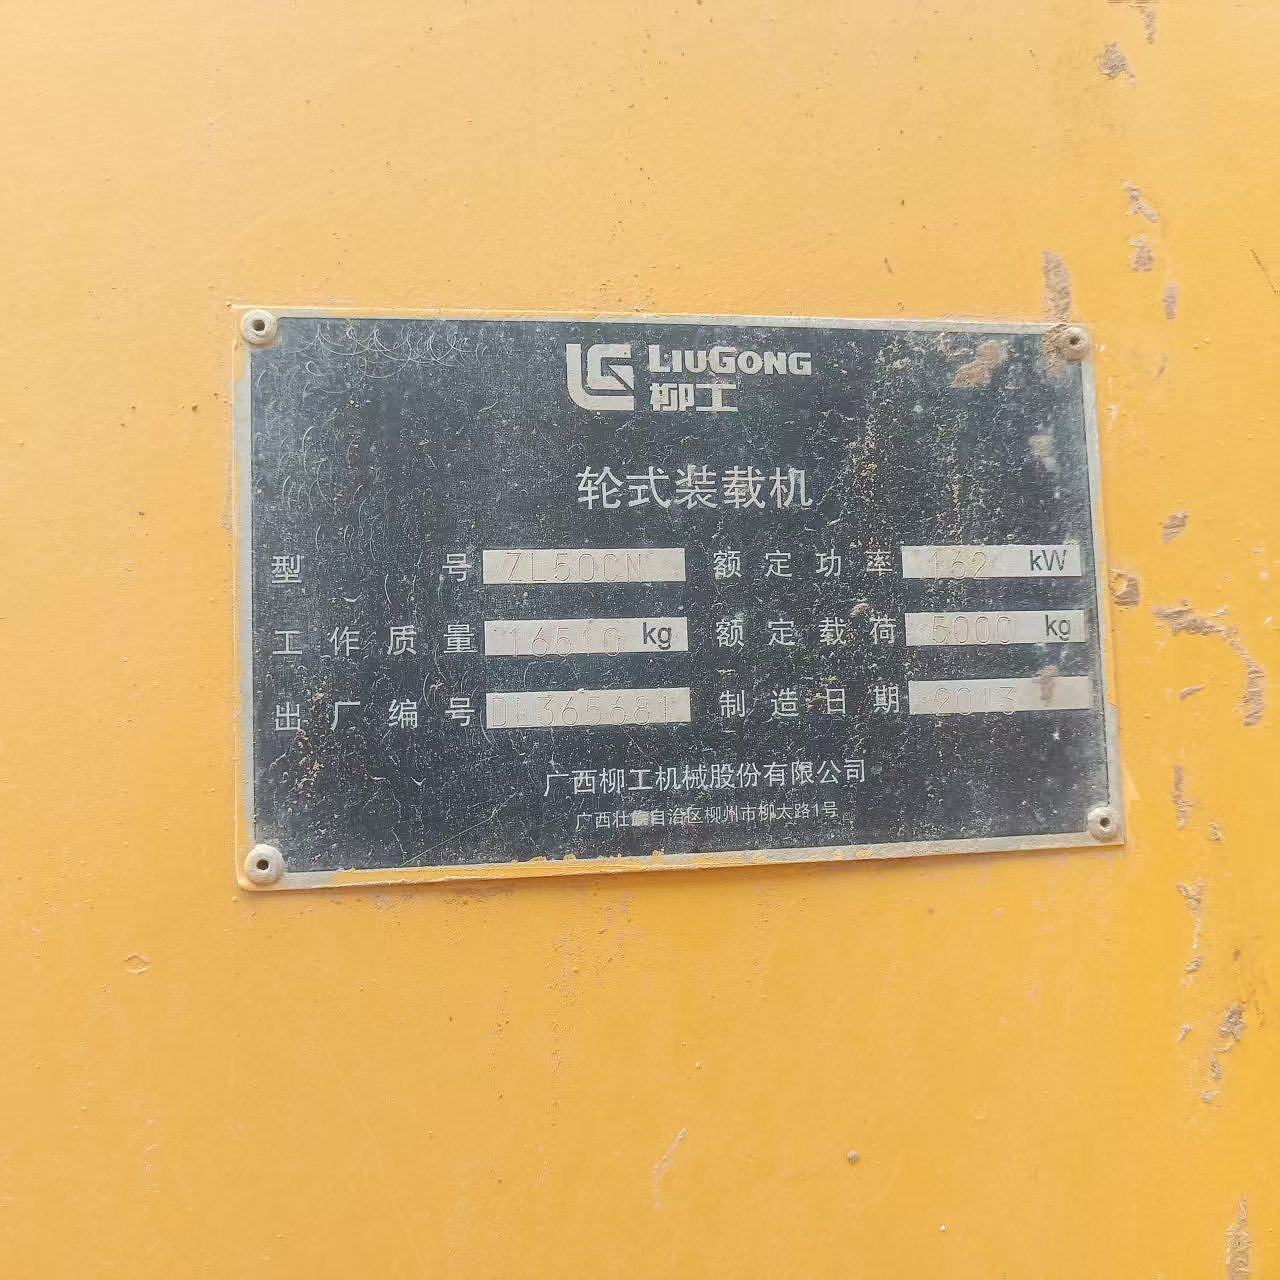 LG LIUGONG
柳工
轮式装载机
型号 ZL50CN 额定功率 162 kW
工作质量 16510 kg 额定载荷 5000 kg
出厂编号 DL365681 制造日期 2013
广西柳工机械股份有限公司
广西壮族自治区柳州市柳太路1号